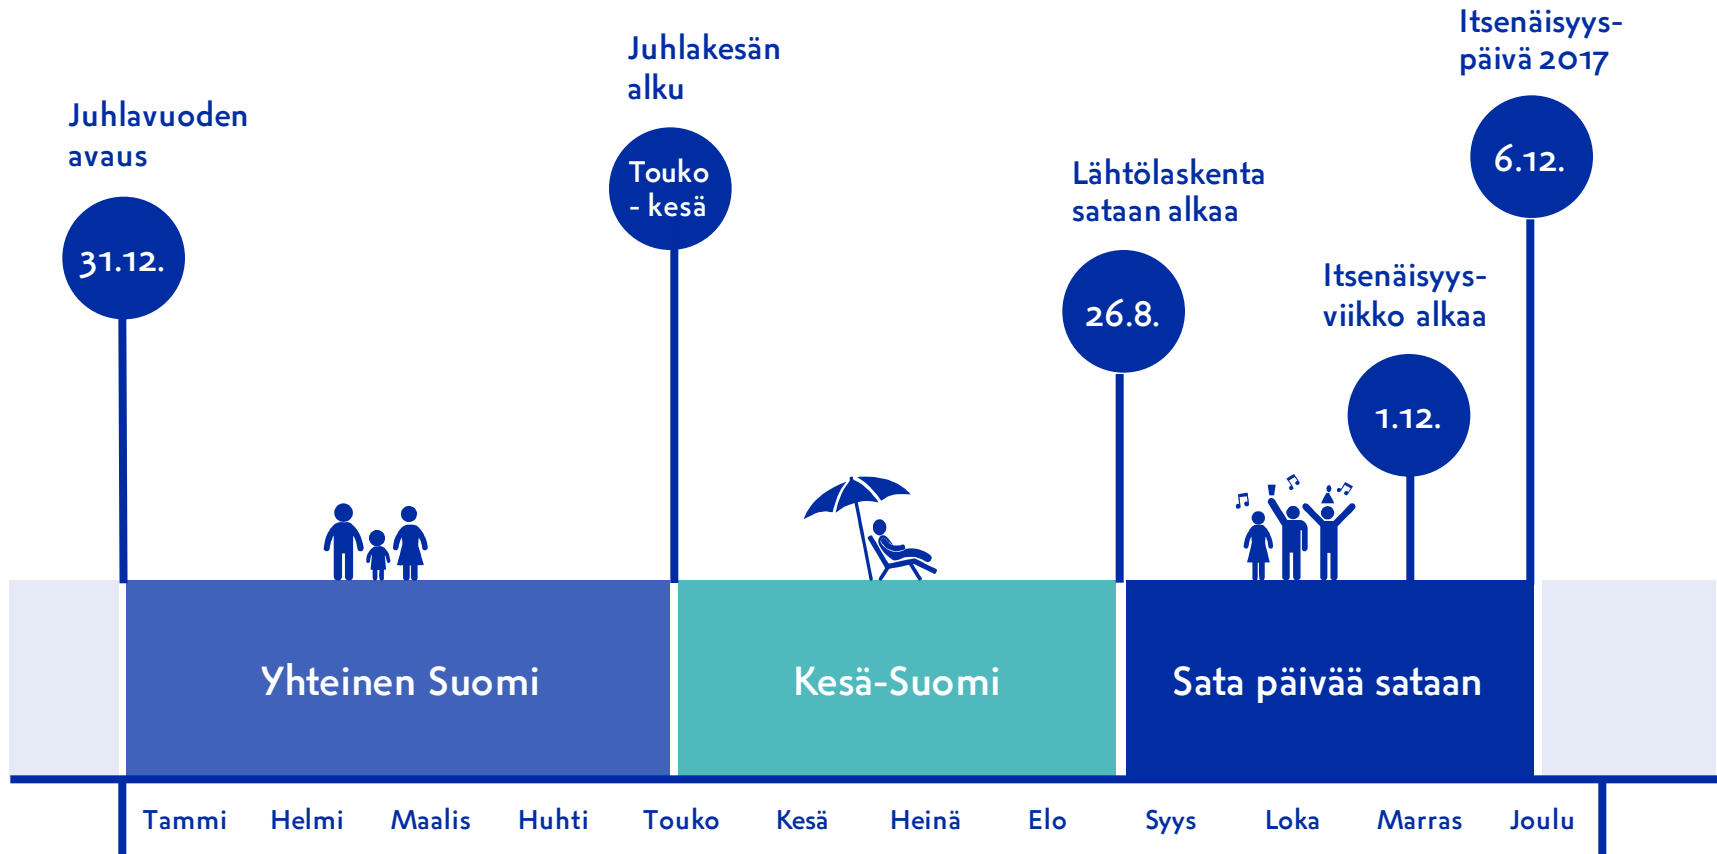 Juhlavuoden
avaus
31.12.
Juhlakesän
alku
Touko
- kesä
Lähtölaskenta
sataan alkaa
26.8.
Itsenäisyys-
viikko alkaa
1.12.
Itsenäisyys-
päivä 2017
6.12.
Yhteinen Suomi
Kesä-Suomi
Sata päivää sataan
Tammi Helmi Maalis Huhti Touko Kesä Heinä Elo Syys Loka Marras Joulu